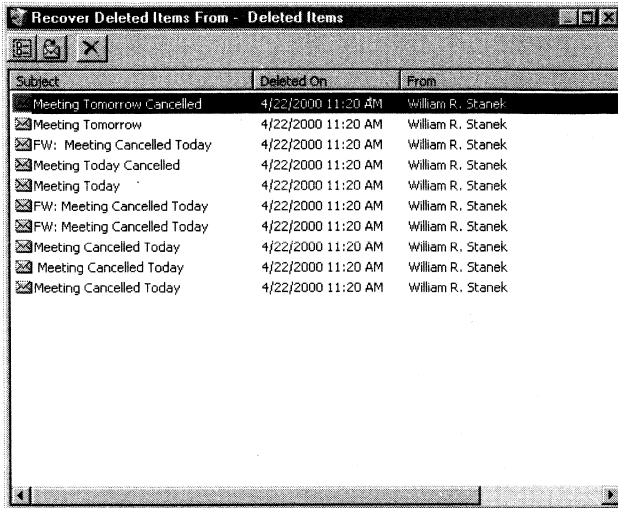 Recover Deleted Items From - Deleted Items
Subject Deleted On From
Meeting Tomorrow Cancelled 4/22/2000 11:20 AM William R. Stanek
Meeting Tomorrow 4/22/2000 11:20 AM William R. Stanek
FW: Meeting Cancelled Today 4/22/2000 11:20 AM William R. Stanek
Meeting Today Cancelled 4/22/2000 11:20 AM William R. Stanek
Meeting Today 4/22/2000 11:20 AM William R. Stanek
FW: Meeting Cancelled Today 4/22/2000 11:20 AM William R. Stanek
FW: Meeting Cancelled Today 4/22/2000 11:20 AM William R. Stanek
Meeting Cancelled Today 4/22/2000 11:20 AM William R. Stanek
Meeting Cancelled Today 4/22/2000 11:20 AM William R. Stanek
Meeting Cancelled Today 4/22/2000 11:20 AM William R. Stanek